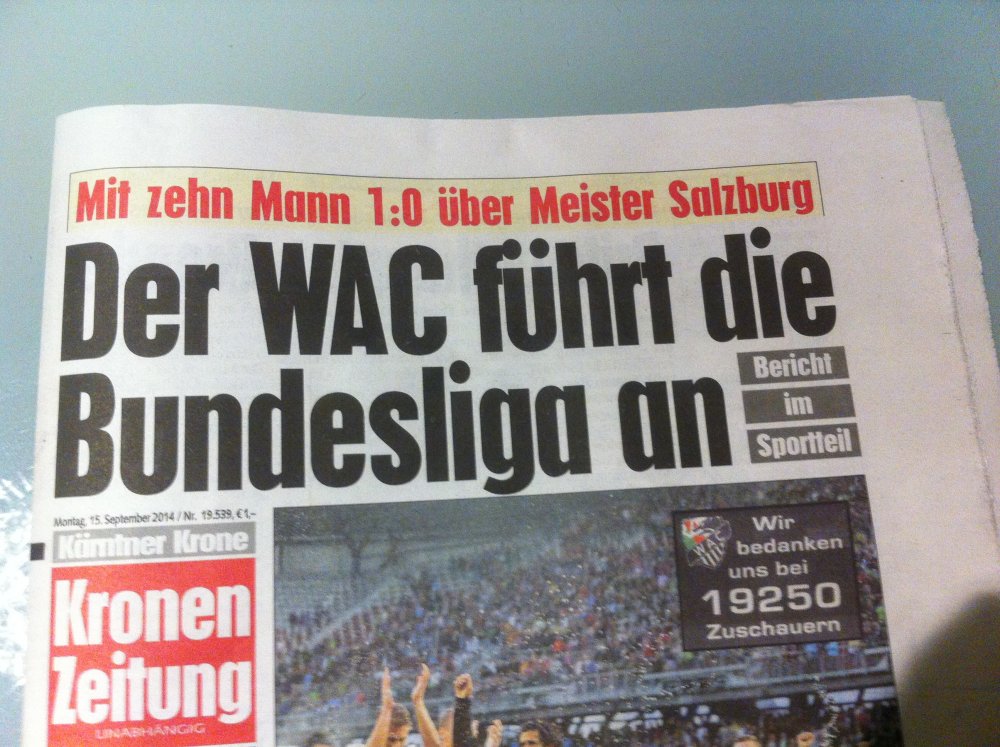 Mit zehn Mann 1:0 über Meister Salzburg
Der WAC führt die
Bundesliga an
Bericht
im
Sportteil
Montag, 15. September 2014 / Nr. 19.539, €1,–
Kärntner Krone
Kronen
Zeitung
UNABHÄNGIG
Wir
bedanken
uns bei
19250
Zuschauern